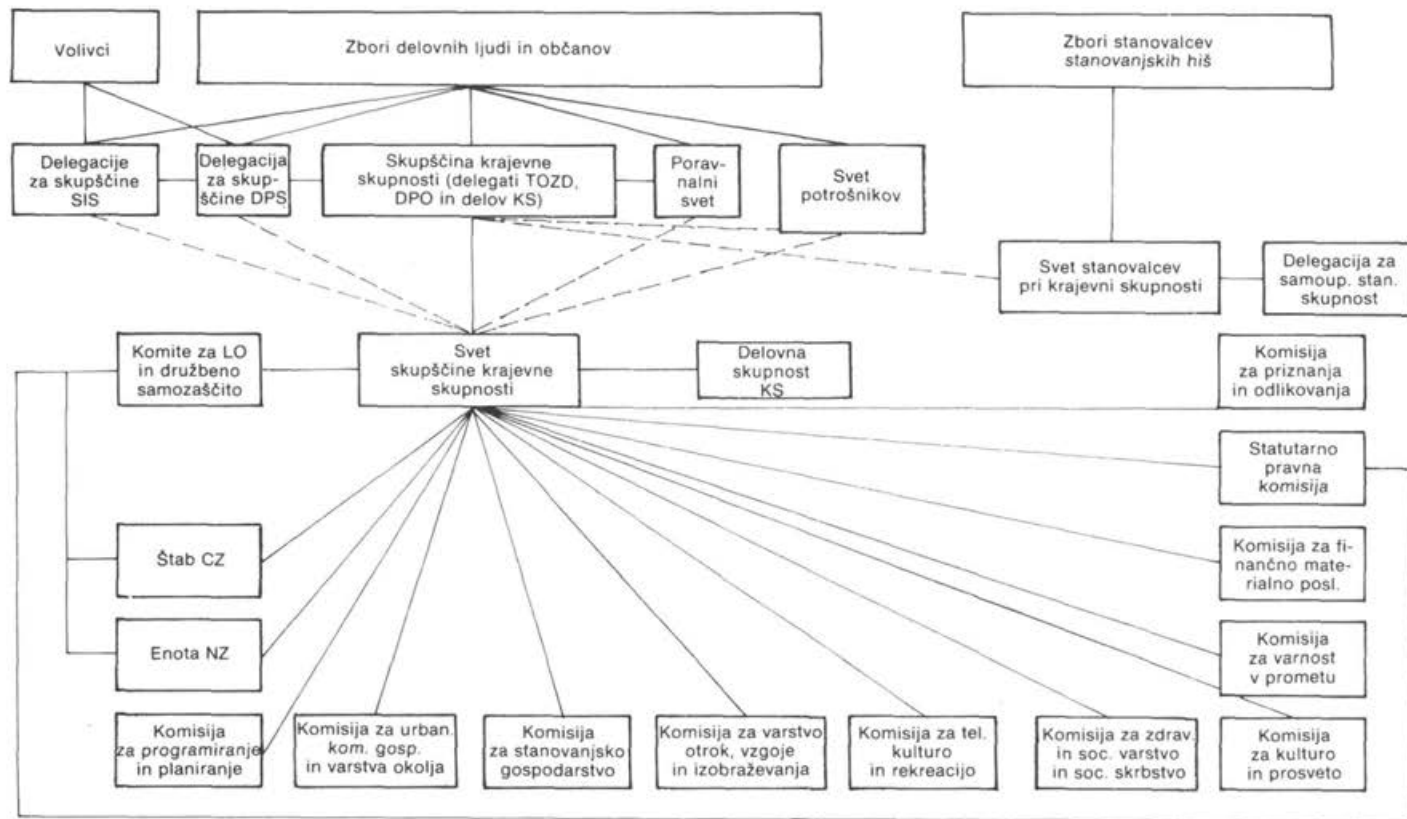 Volivci
Zbori delovnih ljudi in občanov
Zbori stanovalcev
stanovanjskih hiš
Delegacije
za skupščine
SIS
Delegacija
za skup-
ščine DPS
Skupščina krajevne
skupnosti (delegati TOZD,
DPO in delov KS)
Porav-
nalni
svet
Svet
potrošnikov
Svet stanovalcev
pri krajevni skupnosti
Delegacija za
samoup. stan.
skupnost
Komite za LO
in družbeno
samozaščito
Svet
skupščine krajevne
skupnosti
Delovna
skupnost
KS
Komisija
za priznanja
in odlikovanja
Statutarno
pravna
komisija
Štab CZ
Komisija za fi-
nančno mate-
rialno posl.
Enota NZ
Komisija
za varnost
v prometu
Komisija
za programiranje
in planiranje
Komisija za urban.
kom. gosp.
in varstva okolja
Komisija
za stanovanjsko
gospodarstvo
Komisija za varstvo
otrok, vzgoje
in izobraževanja
Komisija za tel.
kulturo
in rekreacijo
Komisija za zdrav.
in soc. varstvo
in soc. skrbstvo
Komisija
za kulturo
in prosveto